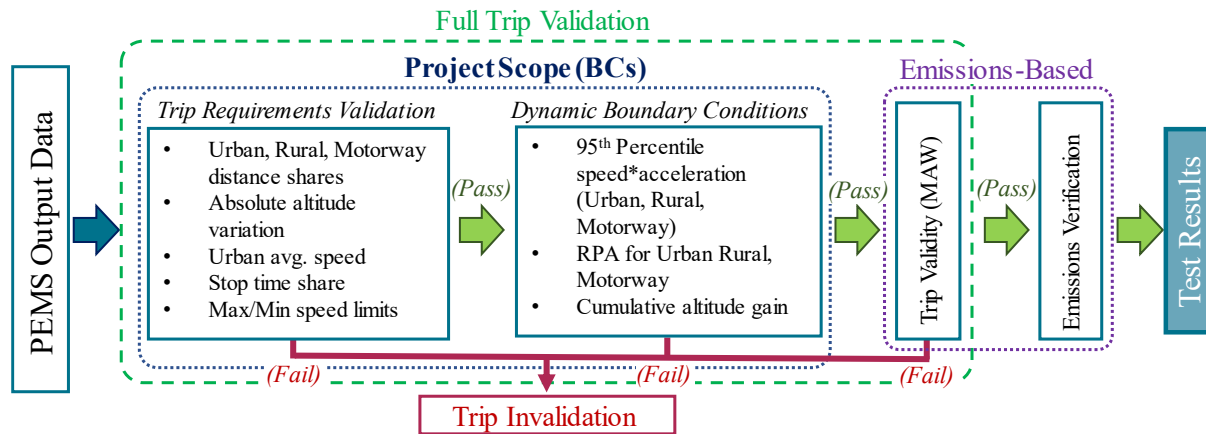 Full Trip Validation
Project Scope (BCs)
Emissions-Based
PEMS Output Data
Trip Requirements Validation
• Urban, Rural, Motorway
distance shares
• Absolute altitude
variation
• Urban avg. speed
• Stop time share
• Max/Min speed limits
(Pass)
Dynamic Boundary Conditions
• 95th Percentile
speed*acceleration
(Urban, Rural,
Motorway)
• RPA for Urban Rural,
Motorway
• Cumulative altitude gain
(Pass)
Trip Validity (MAW)
(Pass)
Emissions Verification
Test Results
(Fail)
(Fail)
(Fail)
Trip Invalidation